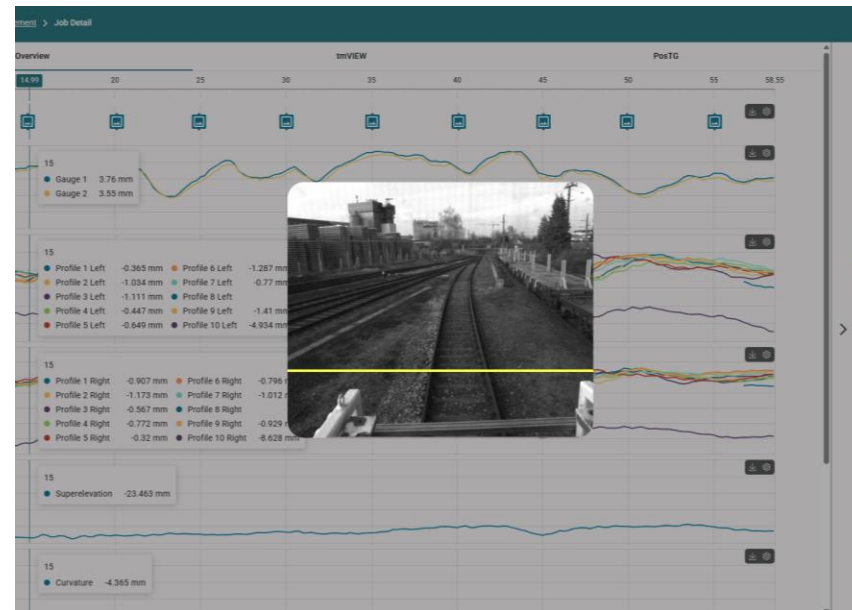 ement > Job Detail
Overview tmVIEW PosTG
14,99 20 25 30 35 40 45 50 55 58.55
15
Gauge 1 3.76 mm
Gauge 2 3.55 mm
15
Profile 1 Left -0.365 mm Profile 6 Left -1.287 mm
Profile 2 Left -1.034 mm Profile 7 Left -0.77 mm
Profile 3 Left -1.111 mm Profile 8 Left
Profile 4 Left -0.447 mm Profile 9 Left -1.41 mm
Profile 5 Left -0.649 mm Profile 10 Left -4.934 mm
15
Profile 1 Right -0.907 mm Profile 6 Right -0.796
Profile 2 Right -1.173 mm Profile 7 Right -1.012
Profile 3 Right -0.567 mm Profile 8 Right
Profile 4 Right -0.772 mm Profile 9 Right -0.929
Profile 5 Right -0.32 mm Profile 10 Right -8.628 mm
15
Superelevation -23.463 mm
15
Curvature -4.365 mm